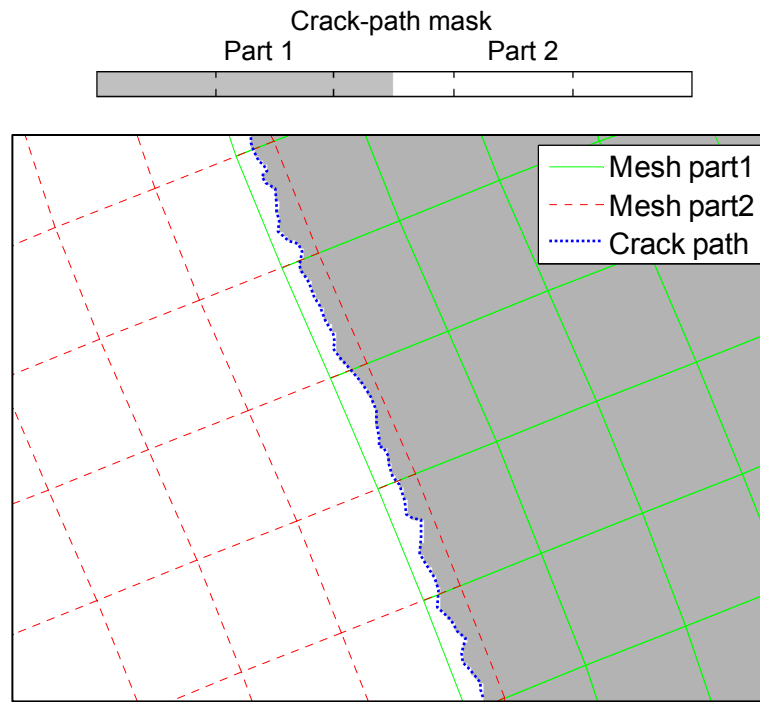 Crack-path mask
Part 1 Part 2
Mesh part1
Mesh part2
Crack path